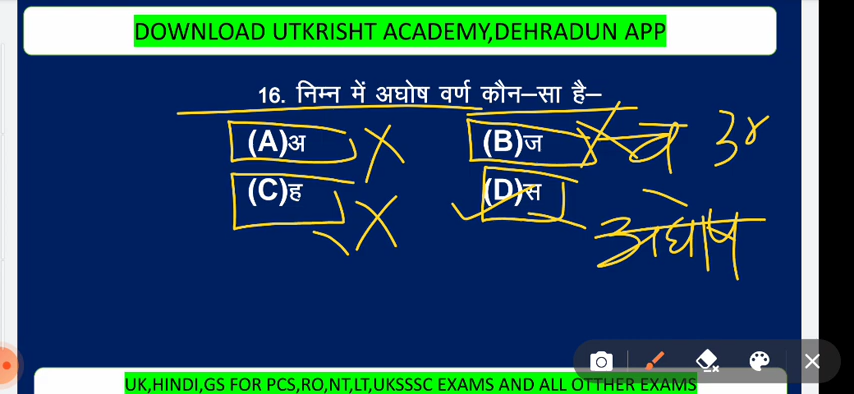 DOWNLOAD UTKRISHT ACADEMY,DEHRADUN APP
16. निम्न में अघोष वर्ण कौन–सा है–
(A)अ (B)ज
(C)ह (D)स
अघोष
UK,HINDI,GS FOR PCS,RO,NT,LT,UKSSSC EXAMS AND ALL OTTHER EXAMS